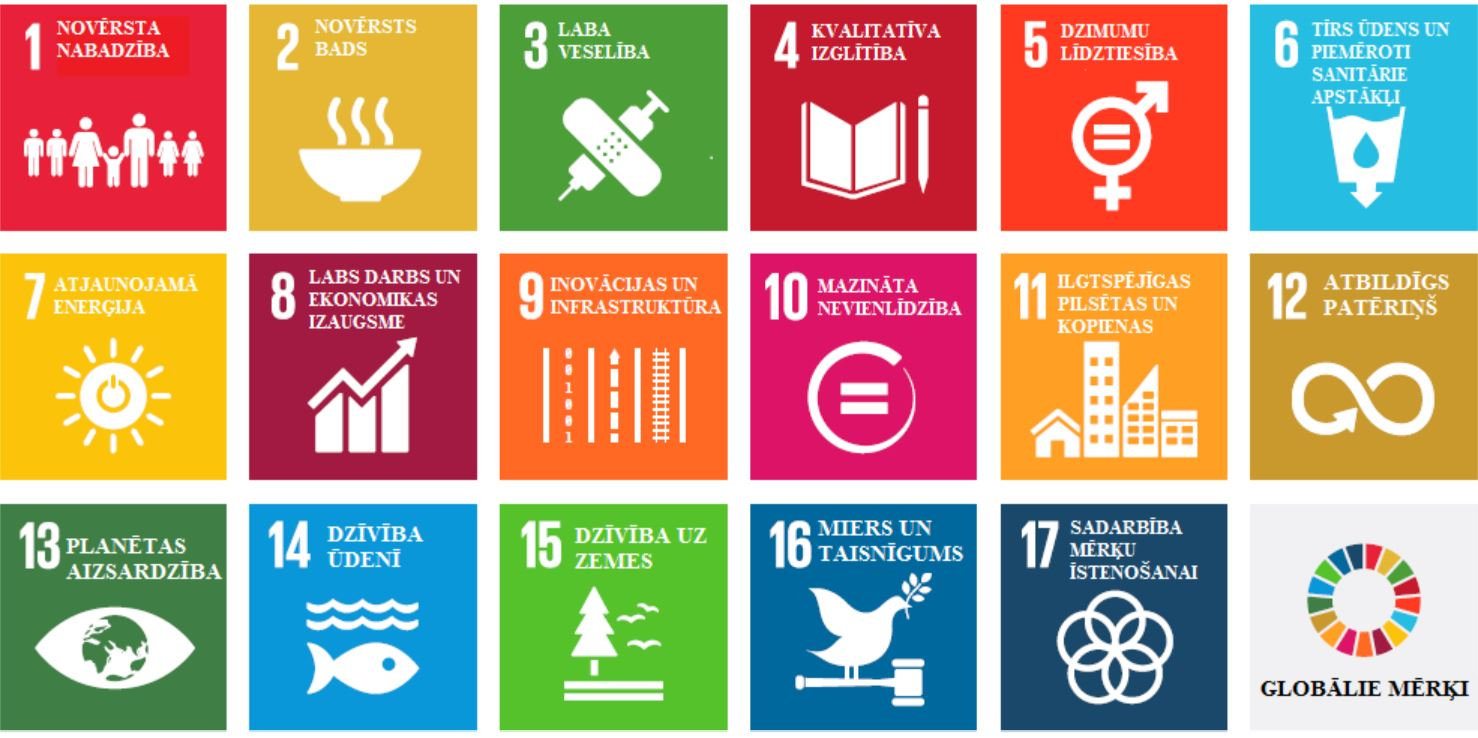 1 NOVĒRSTA
NABADZĪBA
2 NOVĒRSTS
BADS
3 LABA
VESELĪBA
4 KVALITATĪVA
IZGLĪTĪBA
5 DZIMUMU
LĪDZTIESĪBA
6 TĪRS ŪDENS UN
PIEMĒROTI
SANITĀRIE
APSTĀKĻI
7 ATJAUNOJAMĀ
ENERĢIJA
8 LABS DARBS UN
EKONOMIKAS
IZAUGSME
9 INOVĀCIJAS UN
INFRASTRUKTŪRA
001001
10 MAZINĀTA
NEVIENLĪDZĪBA
11 ILGTSPĒJĪGAS
PILSĒTAS UN
KOPIENAS
12 ATBILDĪGS
PATĒRIŅŠ
13 PLANĒTAS
AIZSARDZĪBA
14 DZĪVĪBA
ŪDENĪ
15 DZĪVĪBA UZ
ZEMES
16 MIERS UN
TAISNĪGUMS
17 SADARBĪBA
MĒRĶU
ĪSTENOŠANAI
GLOBĀLIE MĒRĶI